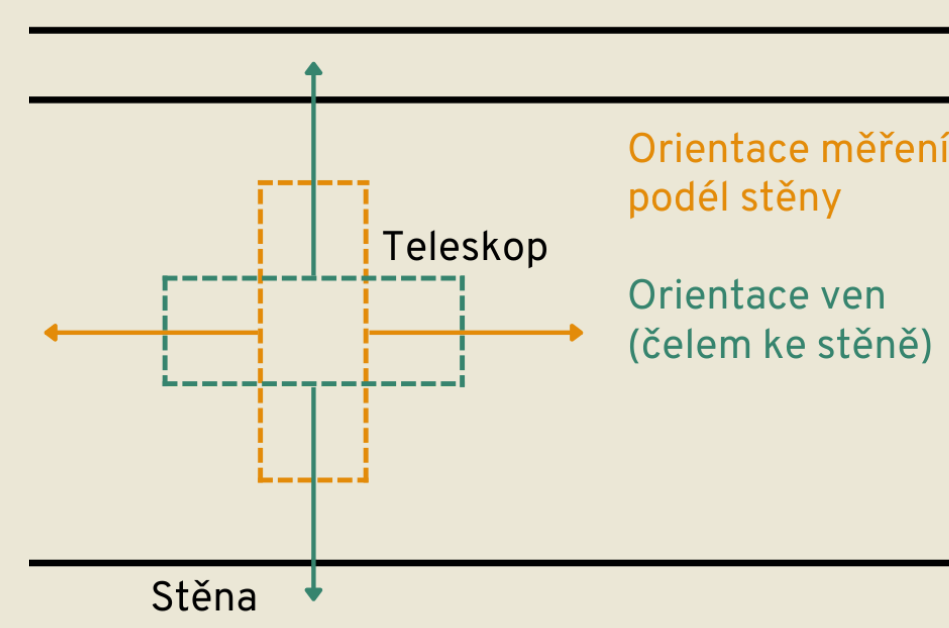 Orientace měření
podél stěny
Teleskop
Orientace ven
(čelem ke stěně)
Stěna